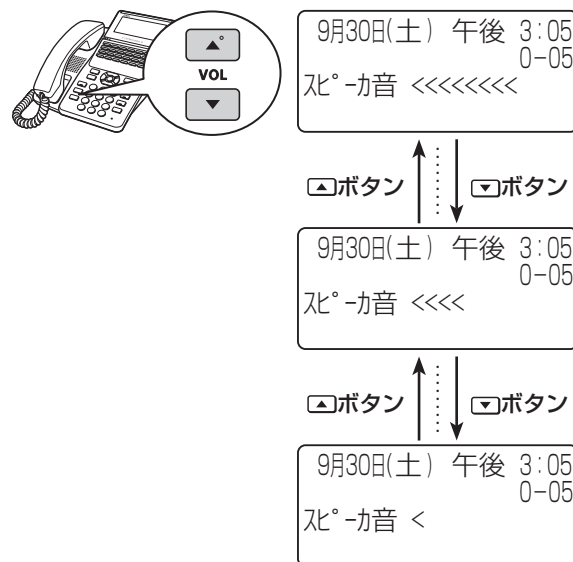 VOL
9月30日(土) 午後 3:05
0-05
スピーカ音 <<<<<<<<
▲ボタン
▼ボタン
9月30日(土) 午後 3:05
0-05
スピーカ音 <<<<
▲ボタン
▼ボタン
9月30日(土) 午後 3:05
0-05
スピーカ音 <